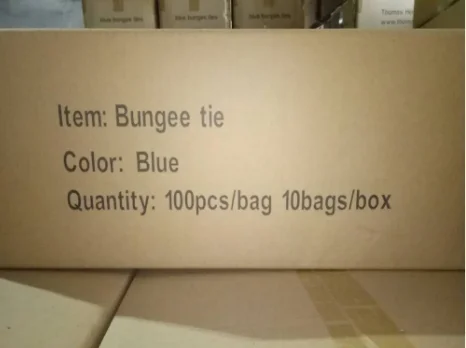 Item: Bungee tie
Color: Blue
Quantity: 100pcs/bag 10bags/box